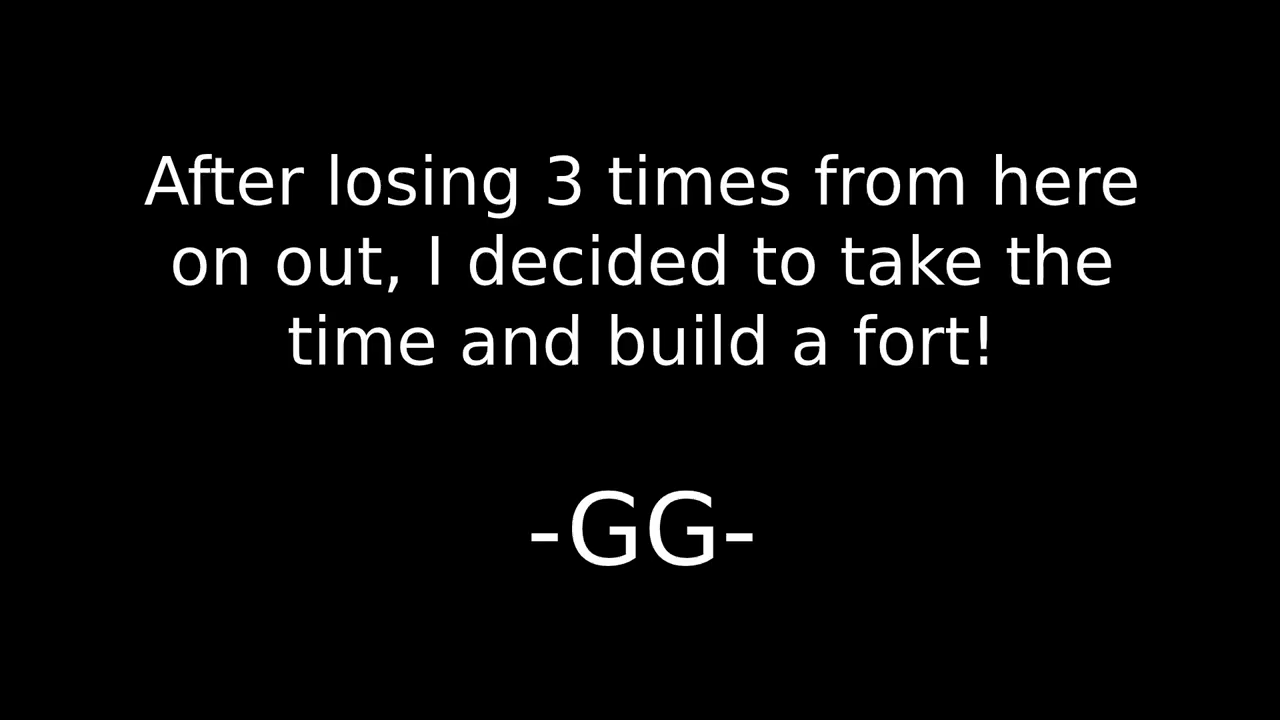 After losing 3 times from here
on out, I decided to take the
time and build a fort!
-GG-